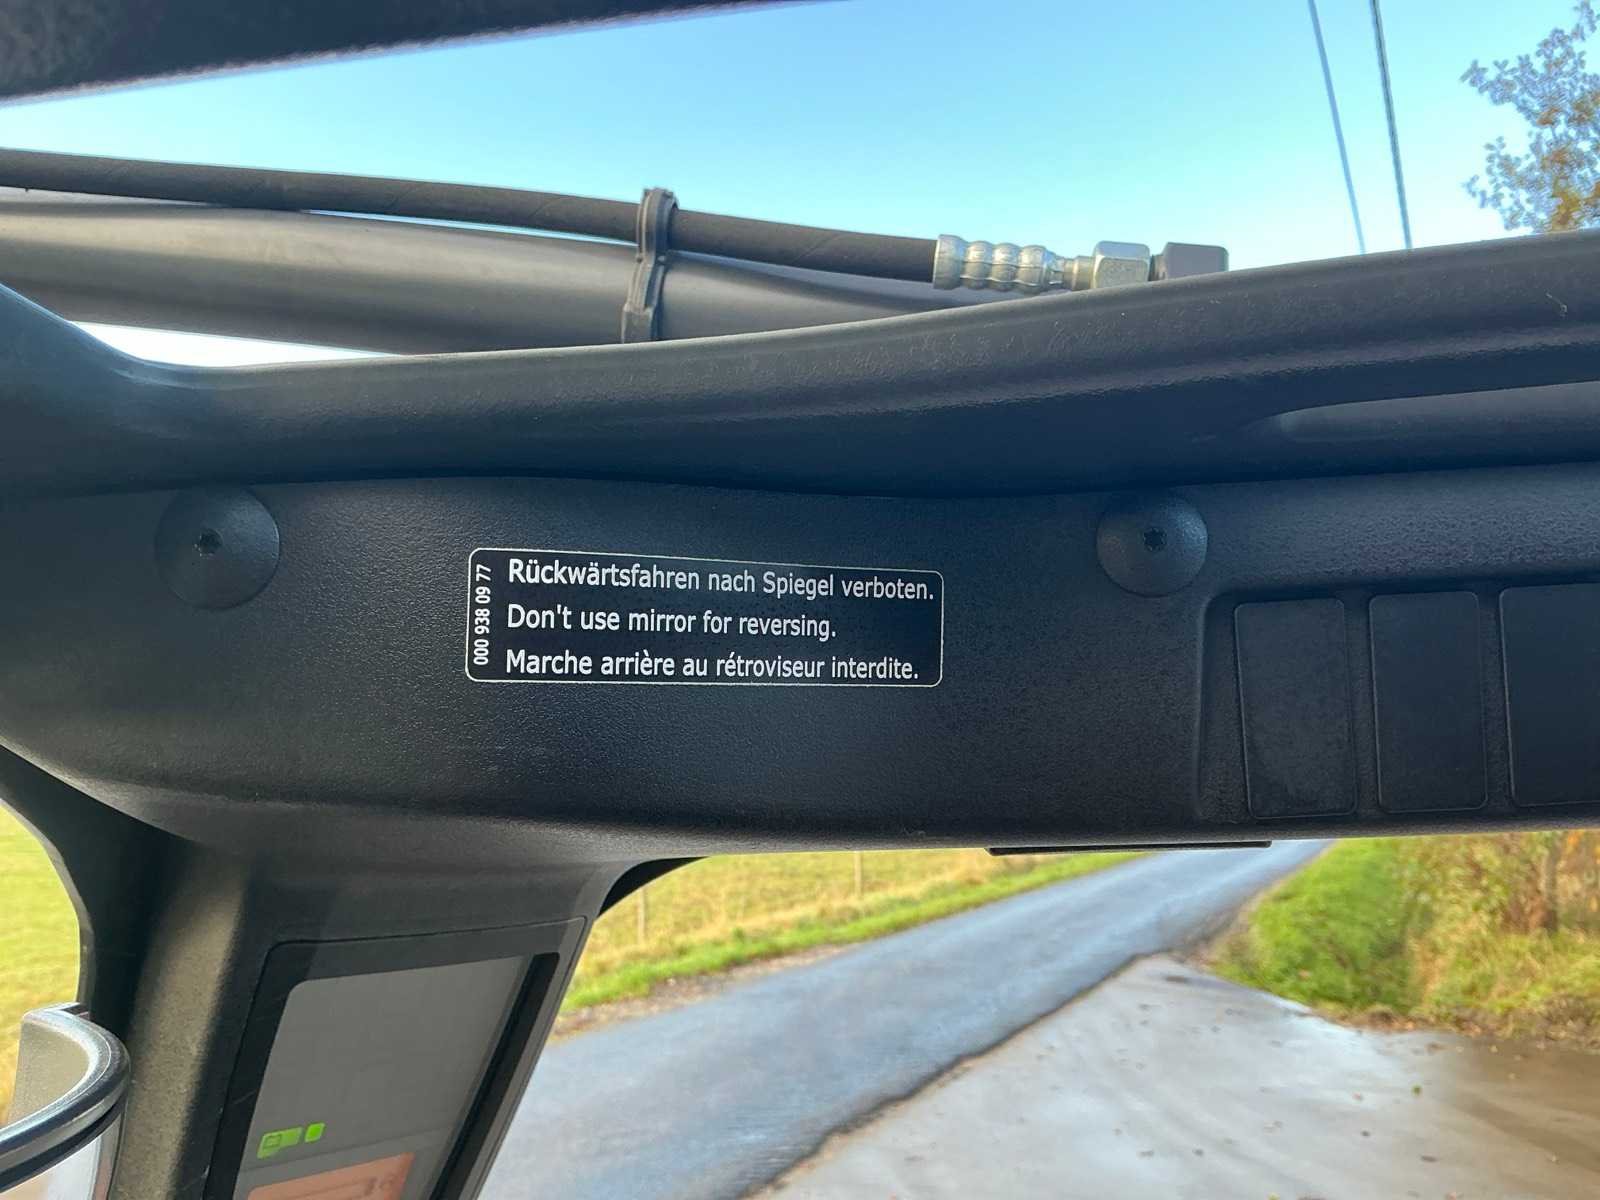 000 938 09 77
Rückwärtsfahren nach Spiegel verboten.
Don't use mirror for reversing.
Marche arrière au rétroviseur interdite.